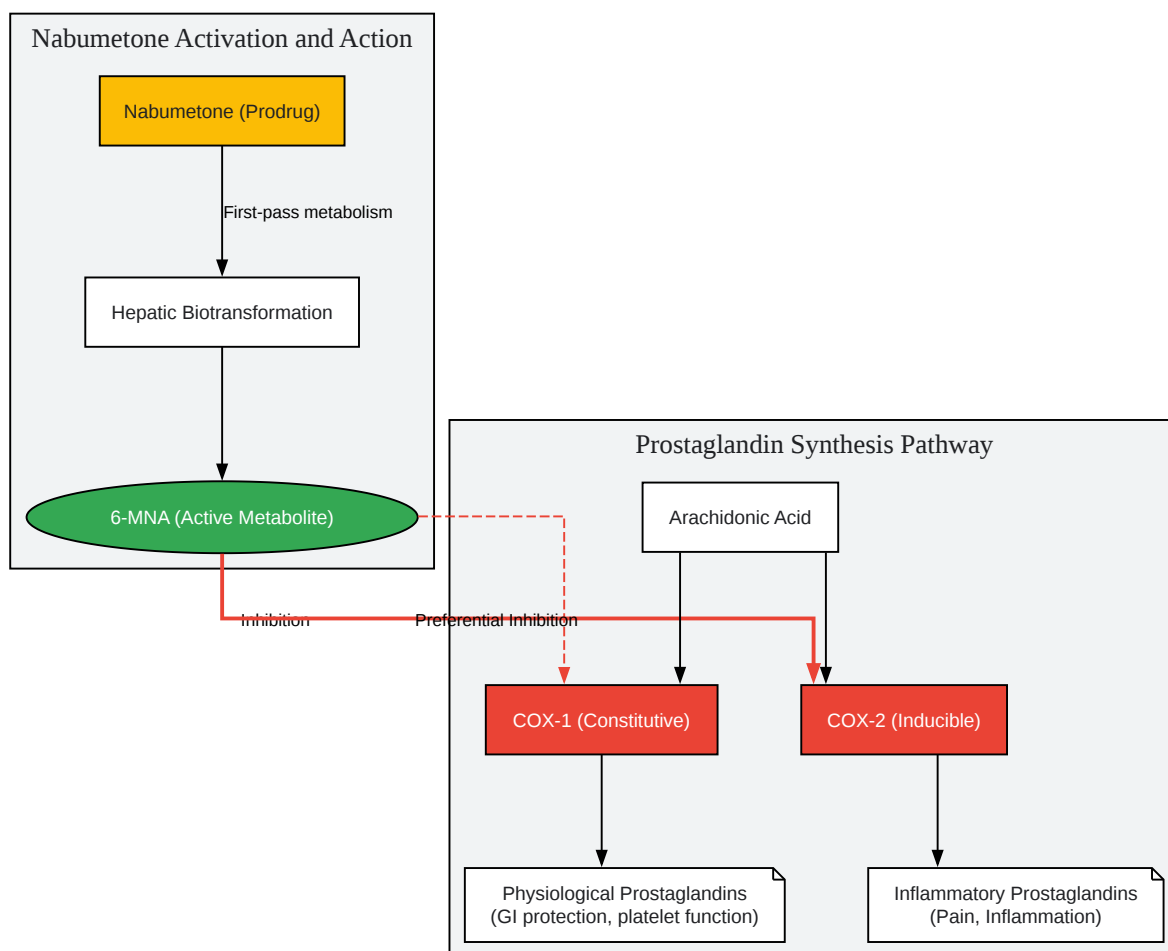 Nabumetone Activation and Action
Nabumetone (Prodrug)
First-pass metabolism
Hepatic Biotransformation
6-MNA (Active Metabolite)
Prostaglandin Synthesis Pathway
Arachidonic Acid
Inhibition
Preferential Inhibition
COX-1 (Constitutive)
COX-2 (Inducible)
Physiological Prostaglandins
(GI protection, platelet function)
Inflammatory Prostaglandins
(Pain, Inflammation)